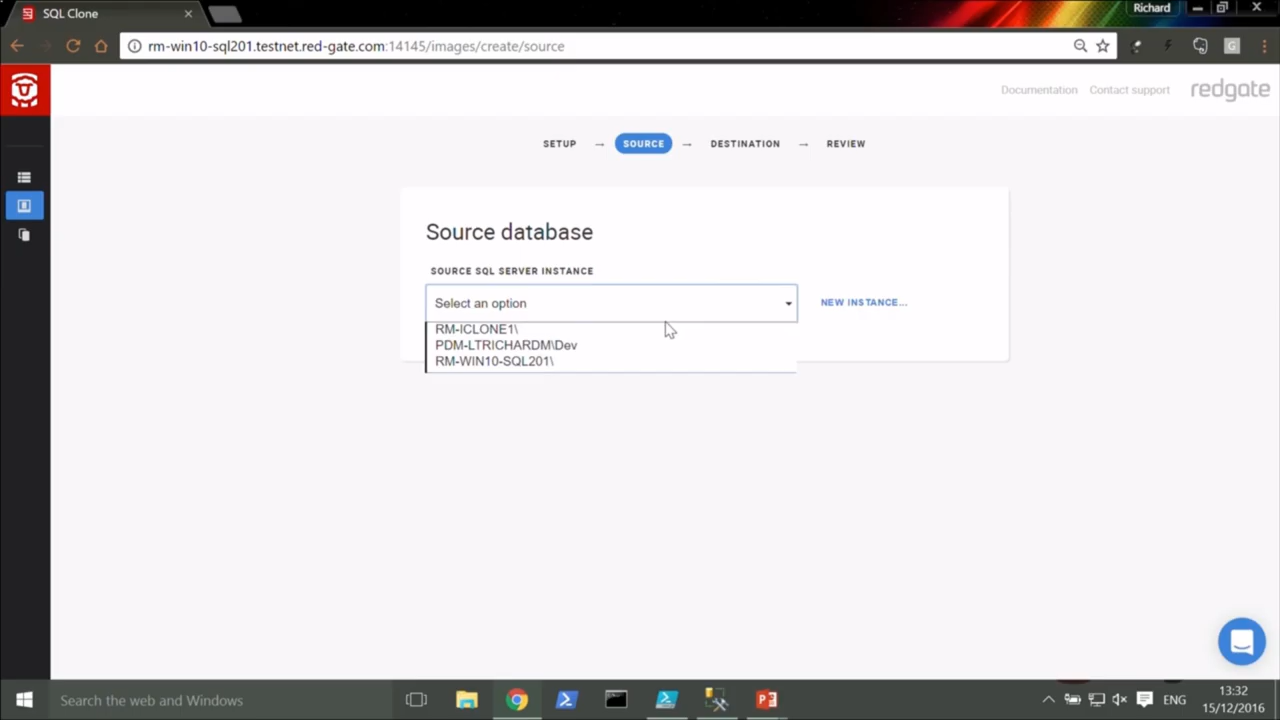 SQL Clone
Richard
rm-win10-sql201.testnet.red-gate.com:14145/images/create/source
Documentation Contact support redgate
SETUP → SOURCE → DESTINATION → REVIEW
Source database
SOURCE SQL SERVER INSTANCE
Select an option
NEW INSTANCE...
RM-ICLONE1\
PDM-LTRICHARDM\Dev
RM-WIN10-SQL201\
Search the web and Windows
ENG
13:32
15/12/2016